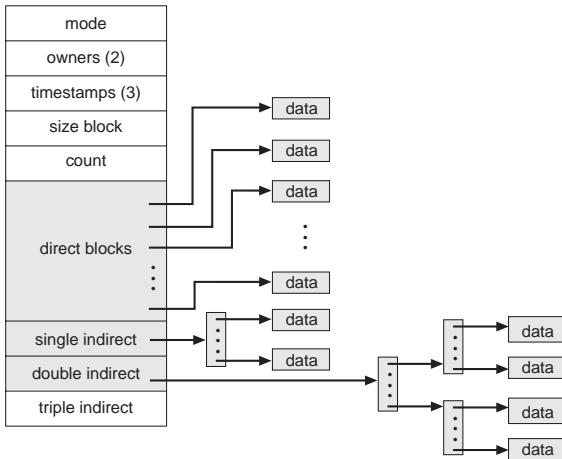 mode
owners (2)
timestamps (3)
size block
count
direct blocks
single indirect
double indirect
triple indirect
data
data
data
data
data
data
data
data
data
data